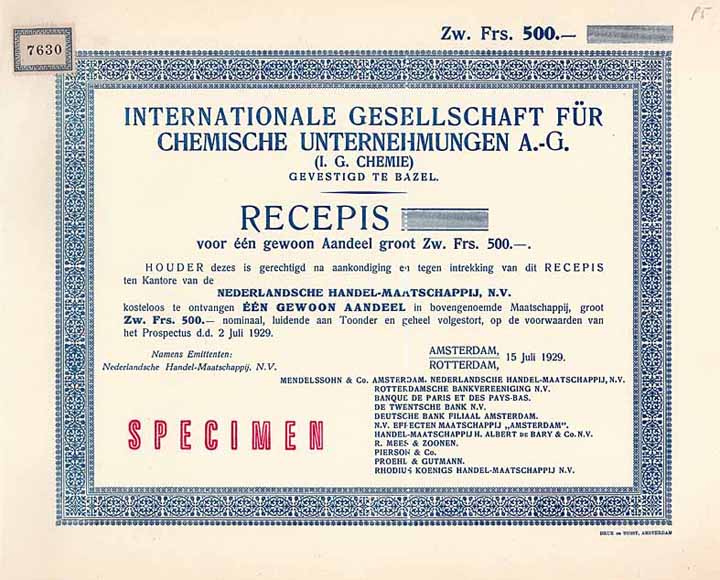 P5
Zw. Frs. 500.—
7630
INTERNATIONALE GESELLSCHAFT FÜR
CHEMISCHE UNTERNEHMUNGEN A.-G.
(I. G. CHEMIE)
GEVESTIGD TE BAZEL.
RECEPIS
voor één gewoon Aandeel groot Zw. Frs. 500.—.
HOUDER dezes is gerechtigd na aankondiging en tegen intrekking van dit RECEPIS
ten Kantore van de
NEDERLANDSCHE HANDEL-MAATSCHAPPIJ, N.V.
kosteloos te ontvangen ÉÉN GEWOON AANDEEL in bovengenoemde Maatschappij, groot
Zw. Frs. 500.— nominaal, luidende aan Toonder en geheel volgestort, op de voorwaarden van
het Prospectus d.d. 2 Juli 1929.
Namens Emittenten:
Nederlandsche Handel-Maatschappij, N.V.
AMSTERDAM,
ROTTERDAM,
15 Juli 1929.
MENDELSSOHN & Co. AMSTERDAM. NEDERLANDSCHE HANDEL-MAATSCHAPPIJ, N.V.
ROTTERDAMSCHE BANKVEREENIGING N.V.
BANQUE DE PARIS ET DES PAYS-BAS.
DE TWENTSCHE BANK N.V.
DEUTSCHE BANK FILIAAL AMSTERDAM.
N.V. EFFECTEN MAATSCHAPPIJ „AMSTERDAM".
HANDEL-MAATSCHAPPIJ H. ALBERT DE BARY & Co. N.V.
R. MEES & ZOONEN.
PIERSON & Co.
PROEHL & GUTMANN.
RHODIUS KOENIGS HANDEL-MAATSCHAPPIJ N.V.
SPECIMEN
DRUK DE BUSSY, AMSTERDAM